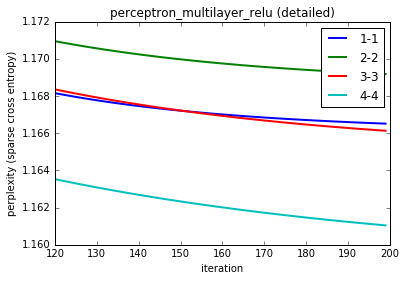 perceptron_multilayer_relu (detailed)
1.172
1.170
1.168
1.166
1.164
1.162
1.160
perplexity (sparse cross entropy)
1-1
2-2
3-3
4-4
120 130 140 150 160 170 180 190 200
iteration